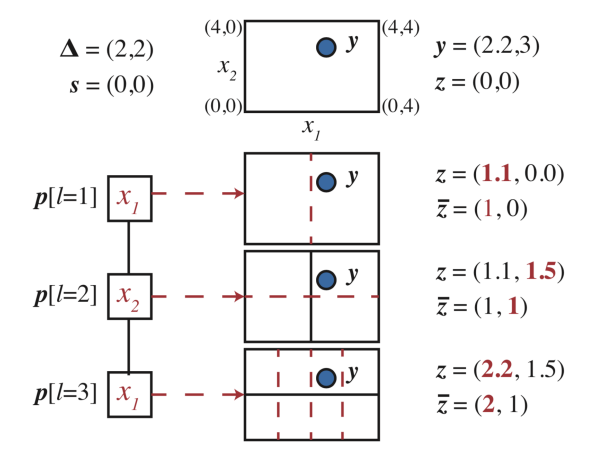 (4,0) (4,4)
Δ = (2,2) y y = (2.2,3)
s = (0,0) x₂ z = (0,0)
(0,0) (0,4)
x₁
p[l=1] x₁ y z = (1.1, 0.0)
z̄ = (1, 0)
p[l=2] x₂ y z = (1.1, 1.5)
z̄ = (1, 1)
p[l=3] x₁ y z = (2.2, 1.5)
z̄ = (2, 1)